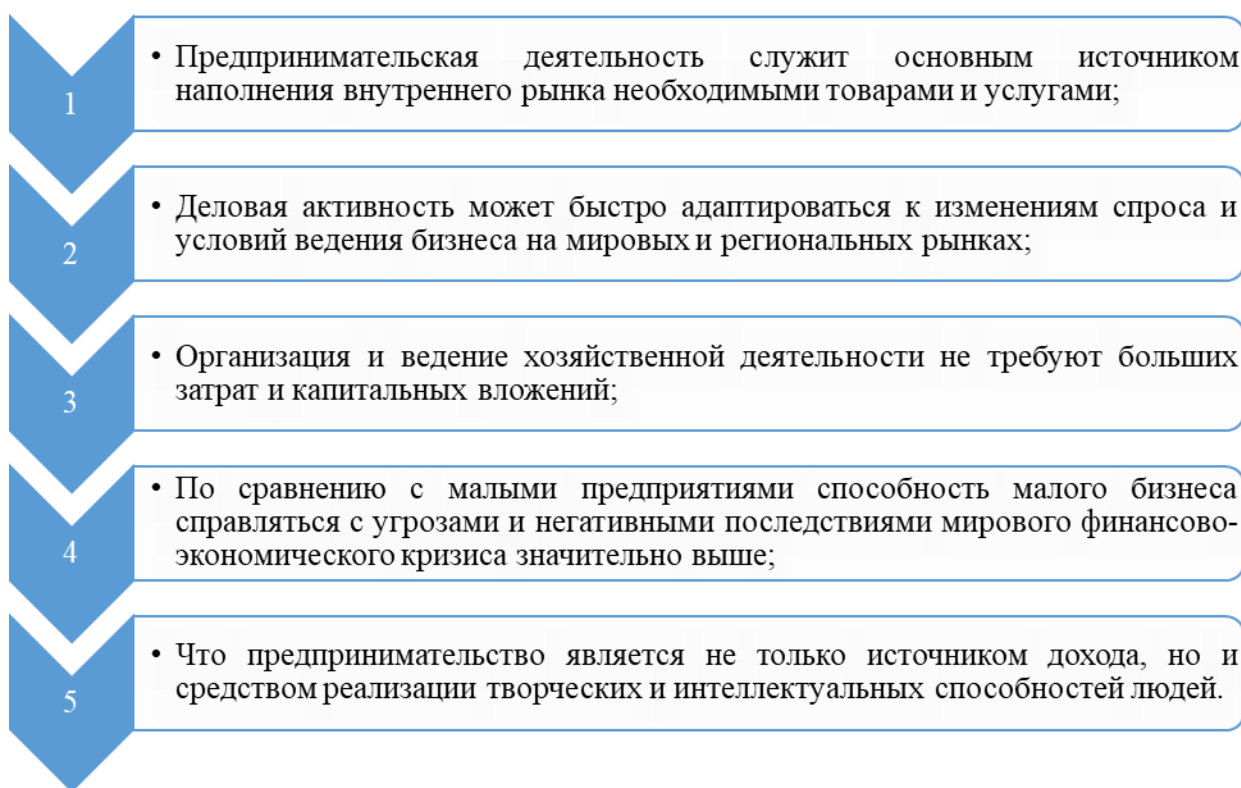 1
• Предпринимательская деятельность служит основным источником
наполнения внутреннего рынка необходимыми товарами и услугами;
2
• Деловая активность может быстро адаптироваться к изменениям спроса и
условий ведения бизнеса на мировых и региональных рынках;
3
• Организация и ведение хозяйственной деятельности не требуют больших
затрат и капитальных вложений;
4
• По сравнению с малыми предприятиями способность малого бизнеса
справляться с угрозами и негативными последствиями мирового финансово-
экономического кризиса значительно выше;
5
• Что предпринимательство является не только источником дохода, но и
средством реализации творческих и интеллектуальных способностей людей.